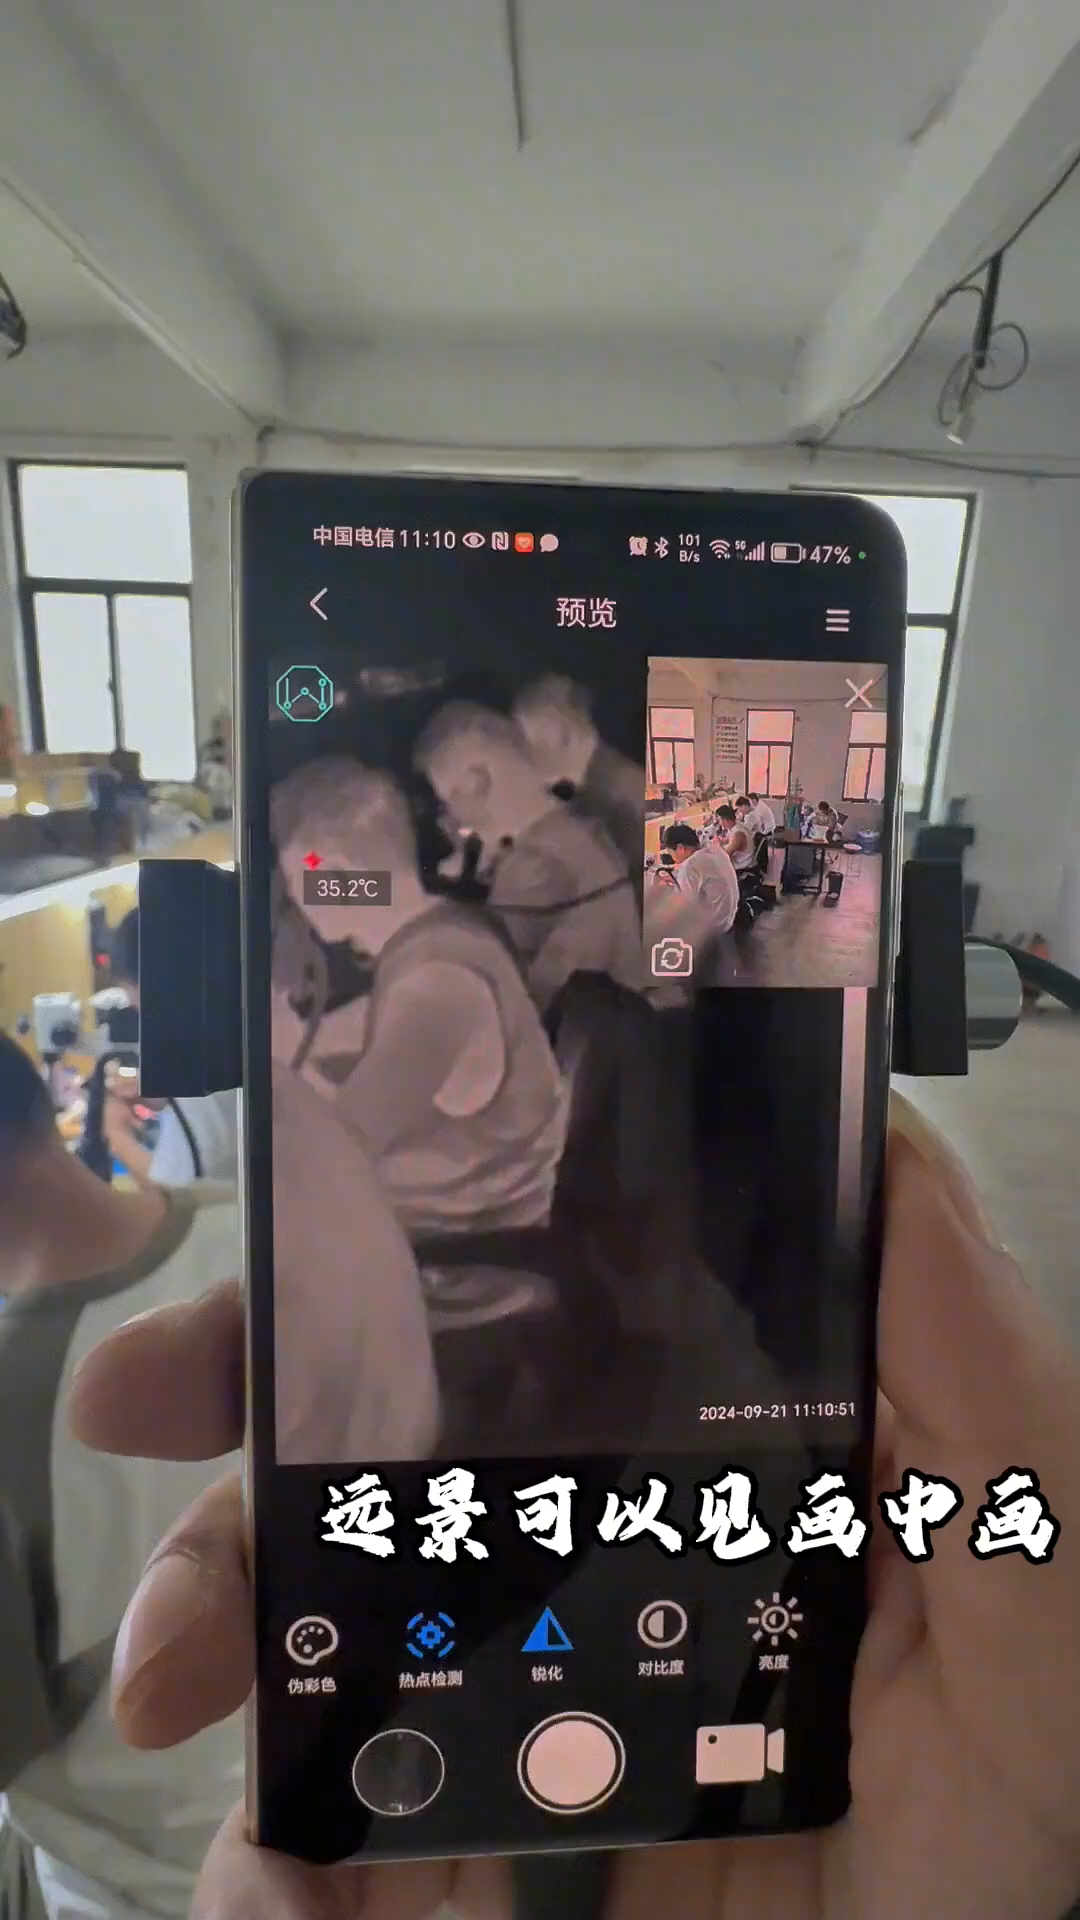 中国电信 11:10
101 B/s
5G
47%
预览
35.2℃
2024-09-21 11:10:51
远景可以见画中画
伪彩色
热点检测
锐化
对比度
亮度